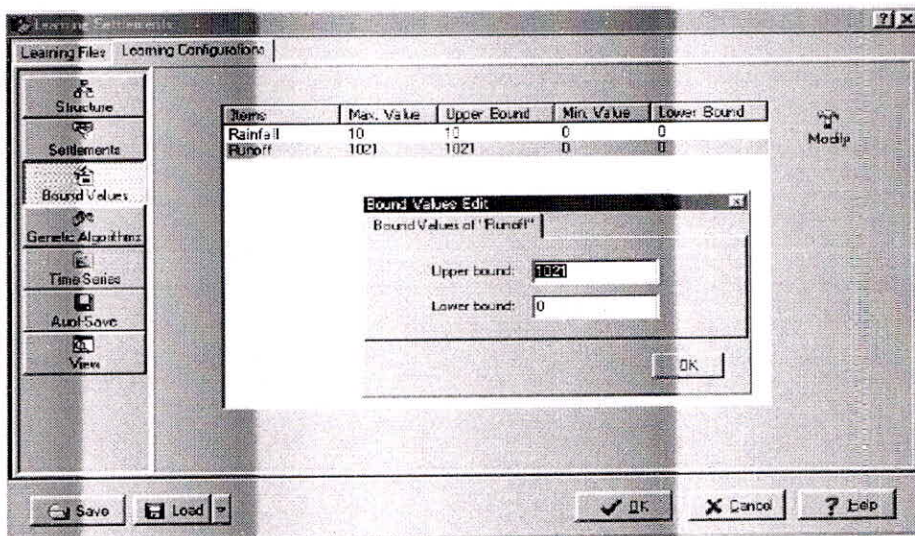 Learning Settlements
Learning Files
Learning Configurations
Structure
Settlements
Bound Values
Genetic Algorithms
Time Series
Auot-Save
View
Items Max. Value Upper Bound Min. Value Lower Bound
Rainfall 10 10 0 0
Runoff 1021 1021 0 0
Modify
Bound Values Edit
Bound Values of "Runoff"
Upper bound: 1021
Lower bound: 0
OK
Save
Load
OK
Cancel
? Help